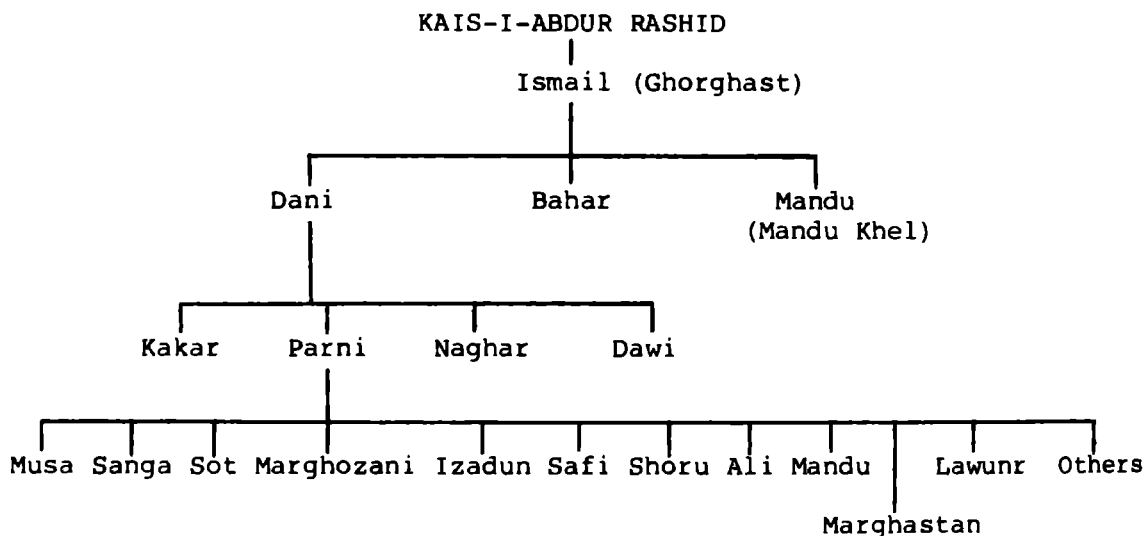 KAIS-I-ABDUR RASHID
Ismail (Ghorghast)
Dani Bahar Mandu
(Mandu Khel)
Kakar Parni Naghar Dawi
Musa Sanga Sot Marghozani Izadun Safi Shoru Ali Mandu Lawunr Others
Marghastan